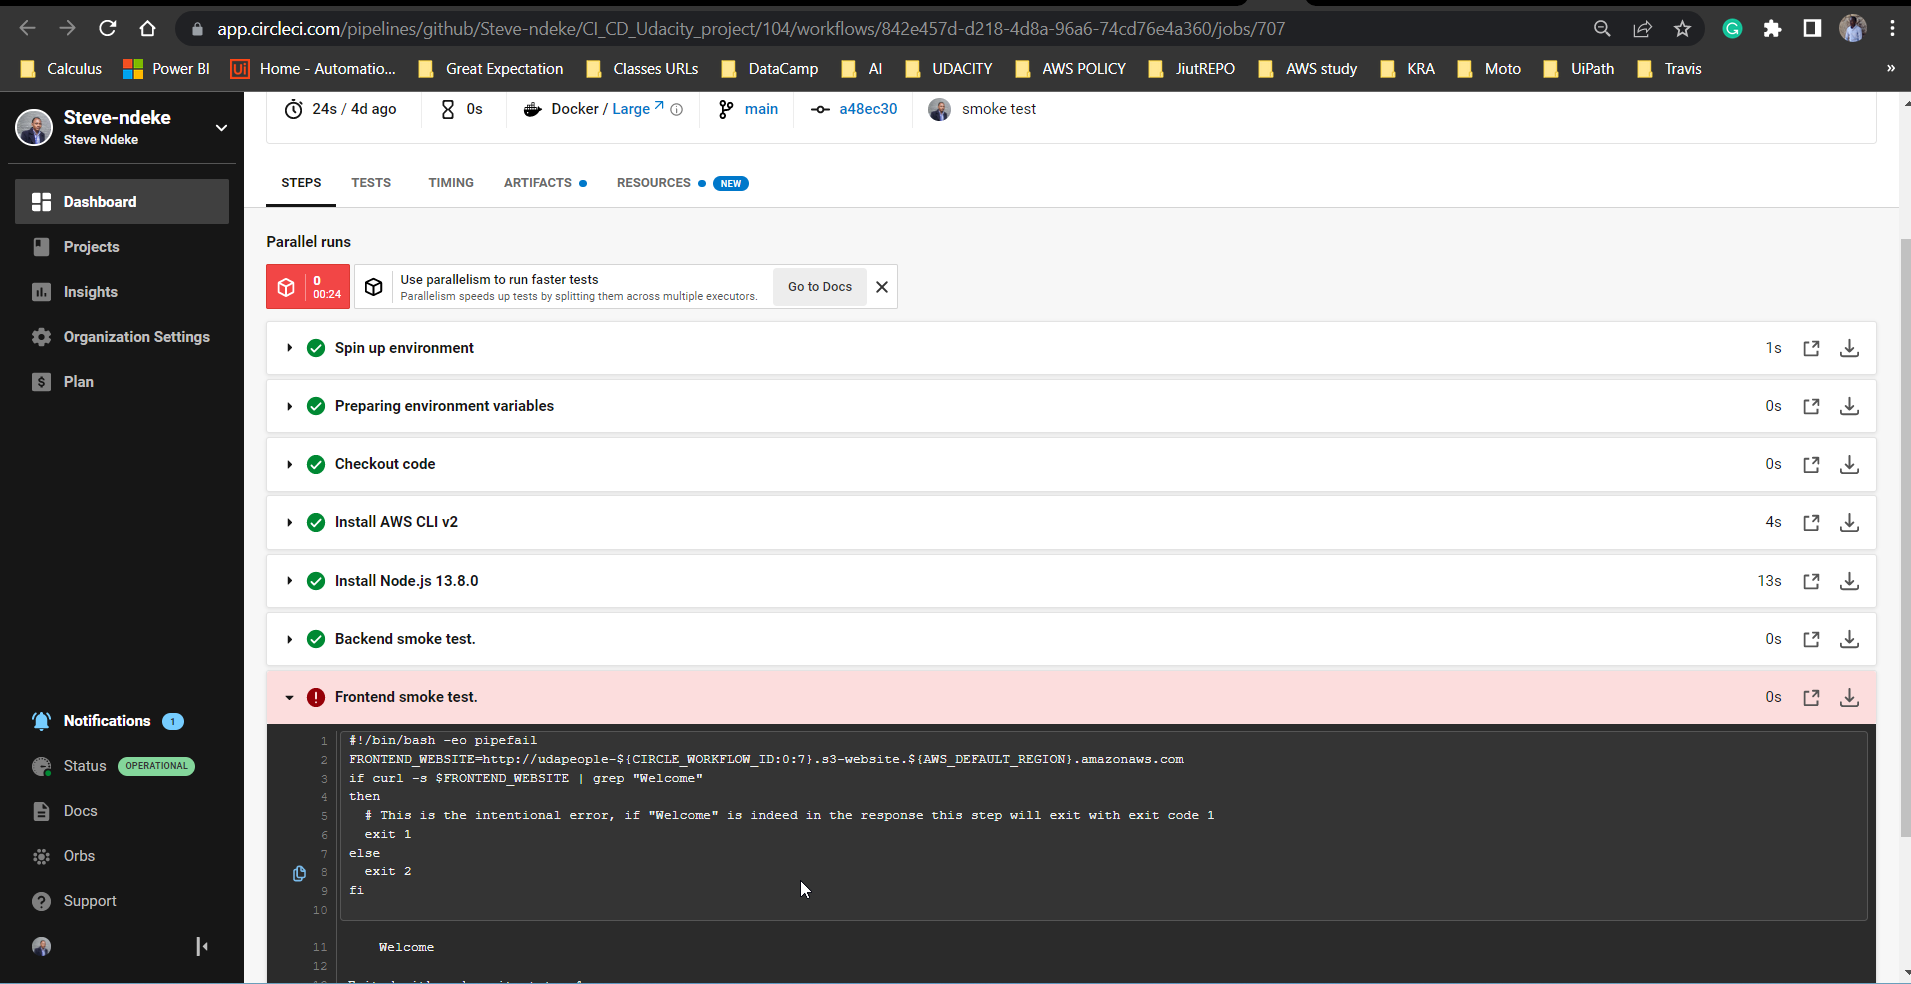 app.circleci.com/pipelines/github/Steve-ndeke/CI_CD_Udacity_project/104/workflows/842e457d-d218-4d8a-96a6-74cd76e4a360/jobs/707
Calculus Power BI Ui Home - Automatio... Great Expectation Classes URLs DataCamp AI UDACITY AWS POLICY JiutREPO AWS study KRA Moto UiPath Travis »
Steve-ndeke
Steve Ndeke
Dashboard
Projects
Insights
Organization Settings
Plan
Notifications 1
Status OPERATIONAL
Docs
Orbs
Support
24s / 4d ago 0s Docker / Large main a48ec30 smoke test
STEPS TESTS TIMING ARTIFACTS RESOURCES NEW
Parallel runs
0
00:24
Use parallelism to run faster tests
Parallelism speeds up tests by splitting them across multiple executors.
Go to Docs
Spin up environment 1s
Preparing environment variables 0s
Checkout code 0s
Install AWS CLI v2 4s
Install Node.js 13.8.0 13s
Backend smoke test. 0s
Frontend smoke test. 0s
1 #!/bin/bash -eo pipefail
2 FRONTEND_WEBSITE=http://udapeople-${CIRCLE_WORKFLOW_ID:0:7}.s3-website.${AWS_DEFAULT_REGION}.amazonaws.com
3 if curl -s $FRONTEND_WEBSITE | grep "Welcome"
4 then
5 # This is the intentional error, if "Welcome" is indeed in the response this step will exit with exit code 1
6 exit 1
7 else
8 exit 2
9 fi
10
11 Welcome
12